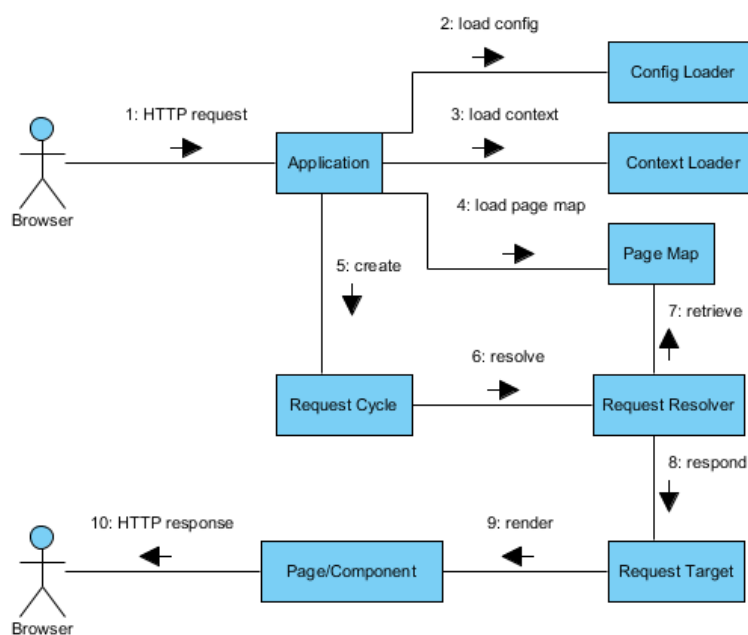 2: load config
Config Loader
1: HTTP request
3: load context
Application
Context Loader
Browser
4: load page map
Page Map
5: create
7: retrieve
6: resolve
Request Cycle
Request Resolver
8: respond
10: HTTP response
9: render
Page/Component
Request Target
Browser